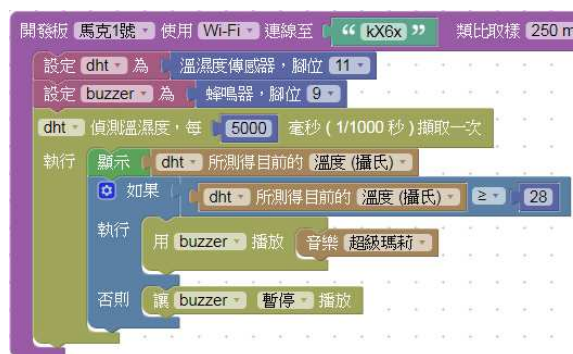 開發板 馬克1號 使用 Wi-Fi 連線至 “ kX6x ” 類比取樣 250 m
設定 dht 為 溫濕度傳感器，腳位 11
設定 buzzer 為 蜂鳴器，腳位 9
dht 偵測溫濕度，每 5000 毫秒 ( 1/1000 秒 ) 擷取一次
執行 顯示 dht 所測得目前的 溫度 (攝氏)
如果 dht 所測得目前的 溫度 (攝氏) ≥ 28
執行 用 buzzer 播放 音樂 超級瑪莉
否則 讓 buzzer 暫停 播放